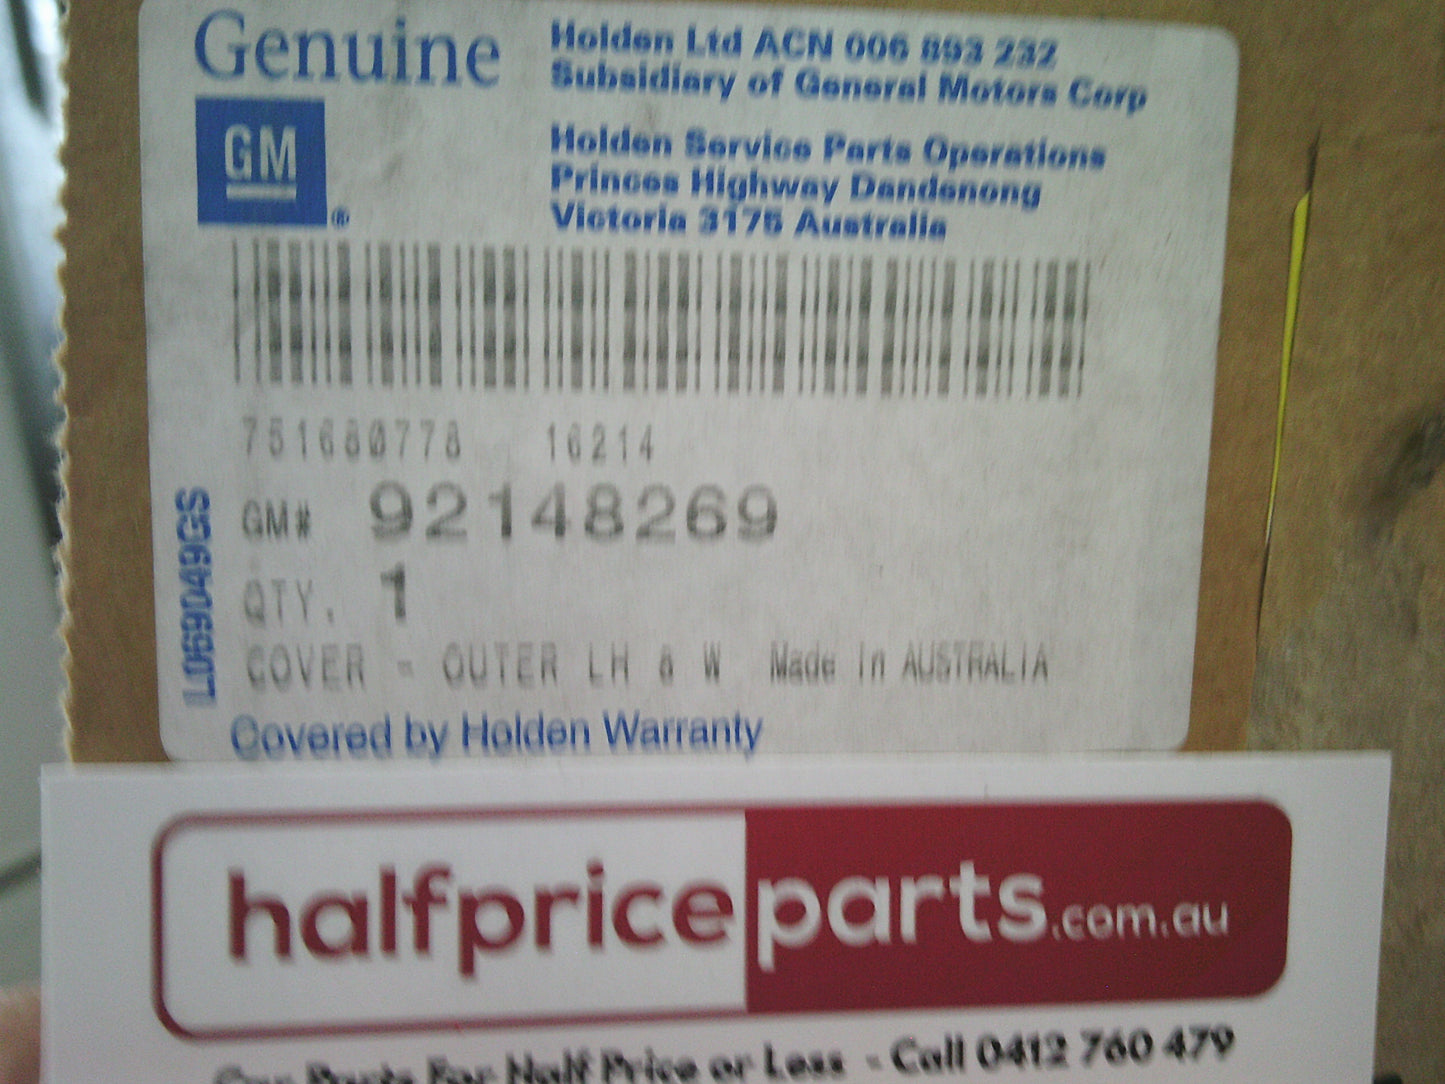 Genuine
GM ®
Holden Ltd ACN 006 893 232
Subsidiary of General Motors Corp
Holden Service Parts Operations
Princes Highway Dandenong
Victoria 3175 Australia
751680778 16214
GM# 92148269
QTY. 1
COVER - OUTER LH & W Made in AUSTRALIA
LD69049GS
Covered by Holden Warranty
halfpriceparts.com.au
Car Parts For Half Price or Less - Call 0412 760 479